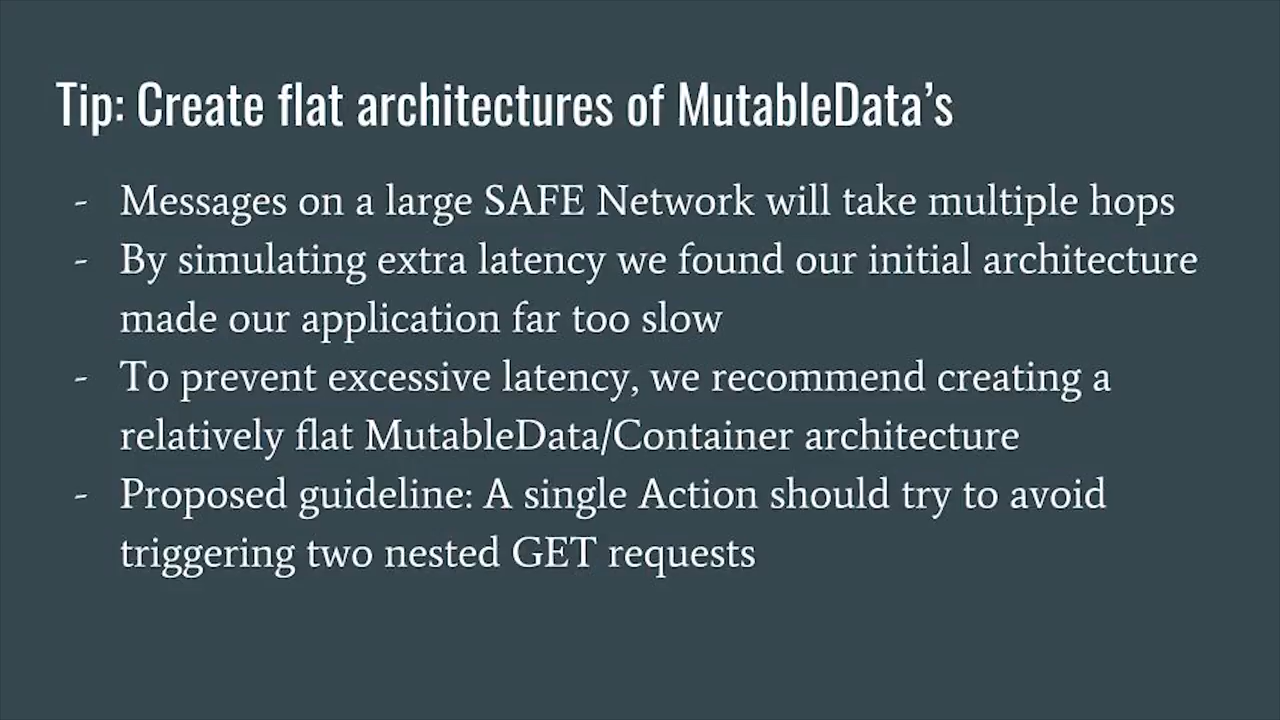 Tip: Create flat architectures of MutableData’s
- Messages on a large SAFE Network will take multiple hops
- By simulating extra latency we found our initial architecture
made our application far too slow
- To prevent excessive latency, we recommend creating a
relatively flat MutableData/Container architecture
- Proposed guideline: A single Action should try to avoid
triggering two nested GET requests